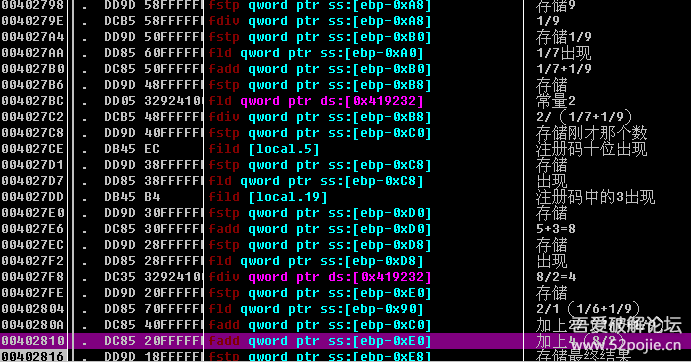 00402798 . DD9D 58FFFFFF fstp qword ptr ss:[ebp-0xA8] 存储9
0040279E . DCB5 58FFFFFF fdiv qword ptr ss:[ebp-0xA8] 1/9
004027A4 . DD9D 50FFFFFF fstp qword ptr ss:[ebp-0xB0] 存储1/9
004027AA . DD85 60FFFFFF fld qword ptr ss:[ebp-0xA0] 1/7出现
004027B0 . DC85 50FFFFFF fadd qword ptr ss:[ebp-0xB0] 1/7+1/9
004027B6 . DD9D 48FFFFFF fstp qword ptr ss:[ebp-0xB8] 存储
004027BC . DD05 32924100 fld qword ptr ds:[0x419232] 常量2
004027C2 . DCB5 48FFFFFF fdiv qword ptr ss:[ebp-0xB8] 2/（1/7+1/9）
004027C8 . DD9D 40FFFFFF fstp qword ptr ss:[ebp-0xC0] 存储刚才那个数
004027CE . DB45 EC fild [local.5] 注册码十位出现
004027D1 . DD9D 38FFFFFF fstp qword ptr ss:[ebp-0xC8] 存储
004027D7 . DD85 38FFFFFF fld qword ptr ss:[ebp-0xC8] 出现
004027DD . DB45 B4 fild [local.19] 注册码中的3出现
004027E0 . DD9D 30FFFFFF fstp qword ptr ss:[ebp-0xD0] 存储
004027E6 . DC85 30FFFFFF fadd qword ptr ss:[ebp-0xD0] 5+3=8
004027EC . DD9D 28FFFFFF fstp qword ptr ss:[ebp-0xD8] 存储
004027F2 . DD85 28FFFFFF fld qword ptr ss:[ebp-0xD8] 出现
004027F8 . DC35 32924100 fdiv qword ptr ds:[0x419232] 8/2=4
004027FE . DD9D 20FFFFFF fstp qword ptr ss:[ebp-0xE0] 存储
00402804 . DD85 70FFFFFF fld qword ptr ss:[ebp-0x90] 2/1（1/6+1/9）
0040280A . DC85 40FFFFFF fadd qword ptr ss:[ebp-0xC0] 加上
00402810 . DC85 20FFFFFF fadd qword ptr ss:[ebp-0xE0] 加上4（8/2）
00402816 . DD9D 18FFFFFF fstp qword ptr ss:[ebp-0xE8] 存储最终结果
吾爱破解论坛
www.52pojie.cn